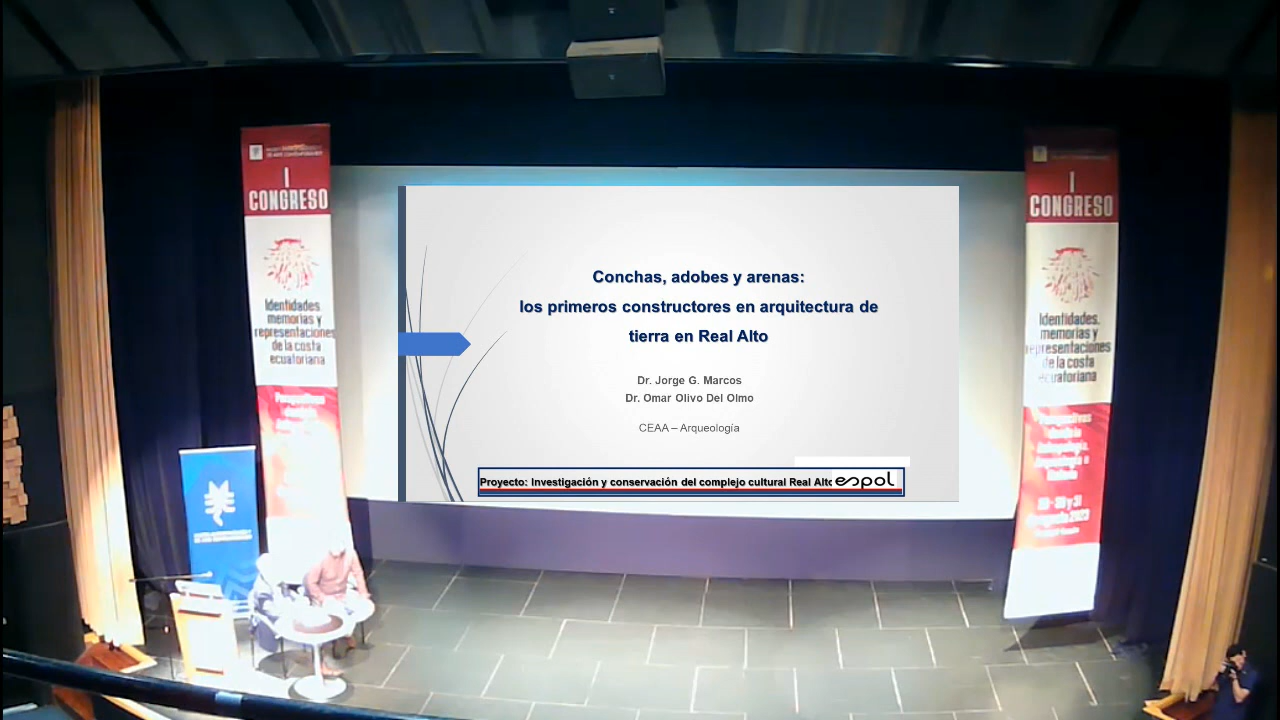 I
CONGRESO
Identidades,
memorias y
representaciones
de la costa
ecuatoriana
Conchas, adobes y arenas:
los primeros constructores en arquitectura de
tierra en Real Alto
Dr. Jorge G. Marcos
Dr. Omar Olivo Del Olmo
CEAA – Arqueología
Proyecto: Investigación y conservación del complejo cultural Real Alto
espol
I
CONGRESO
Identidades,
memorias y
representaciones
de la costa
ecuatoriana